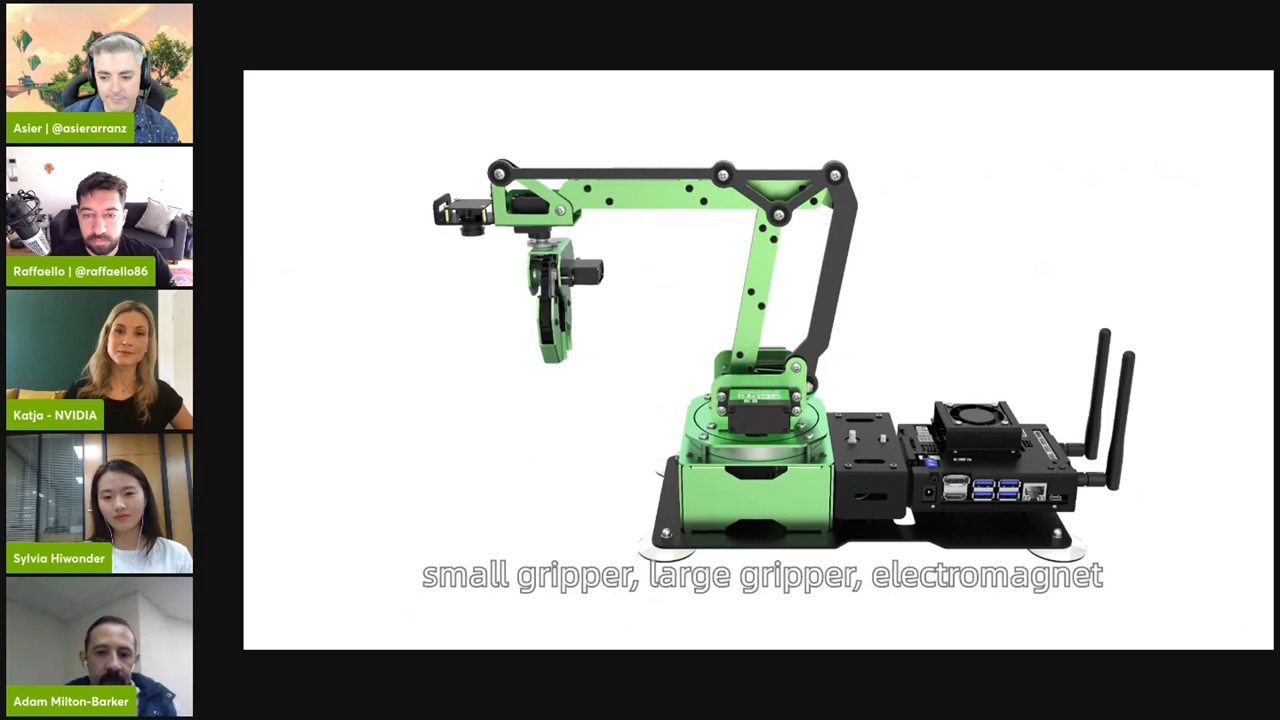 Asier | @asierarranz
Raffaello | @raffaello86
Katja - NVIDIA
Sylvia Hiwonder
Adam Milton-Barker
small gripper, large gripper, electromagnet